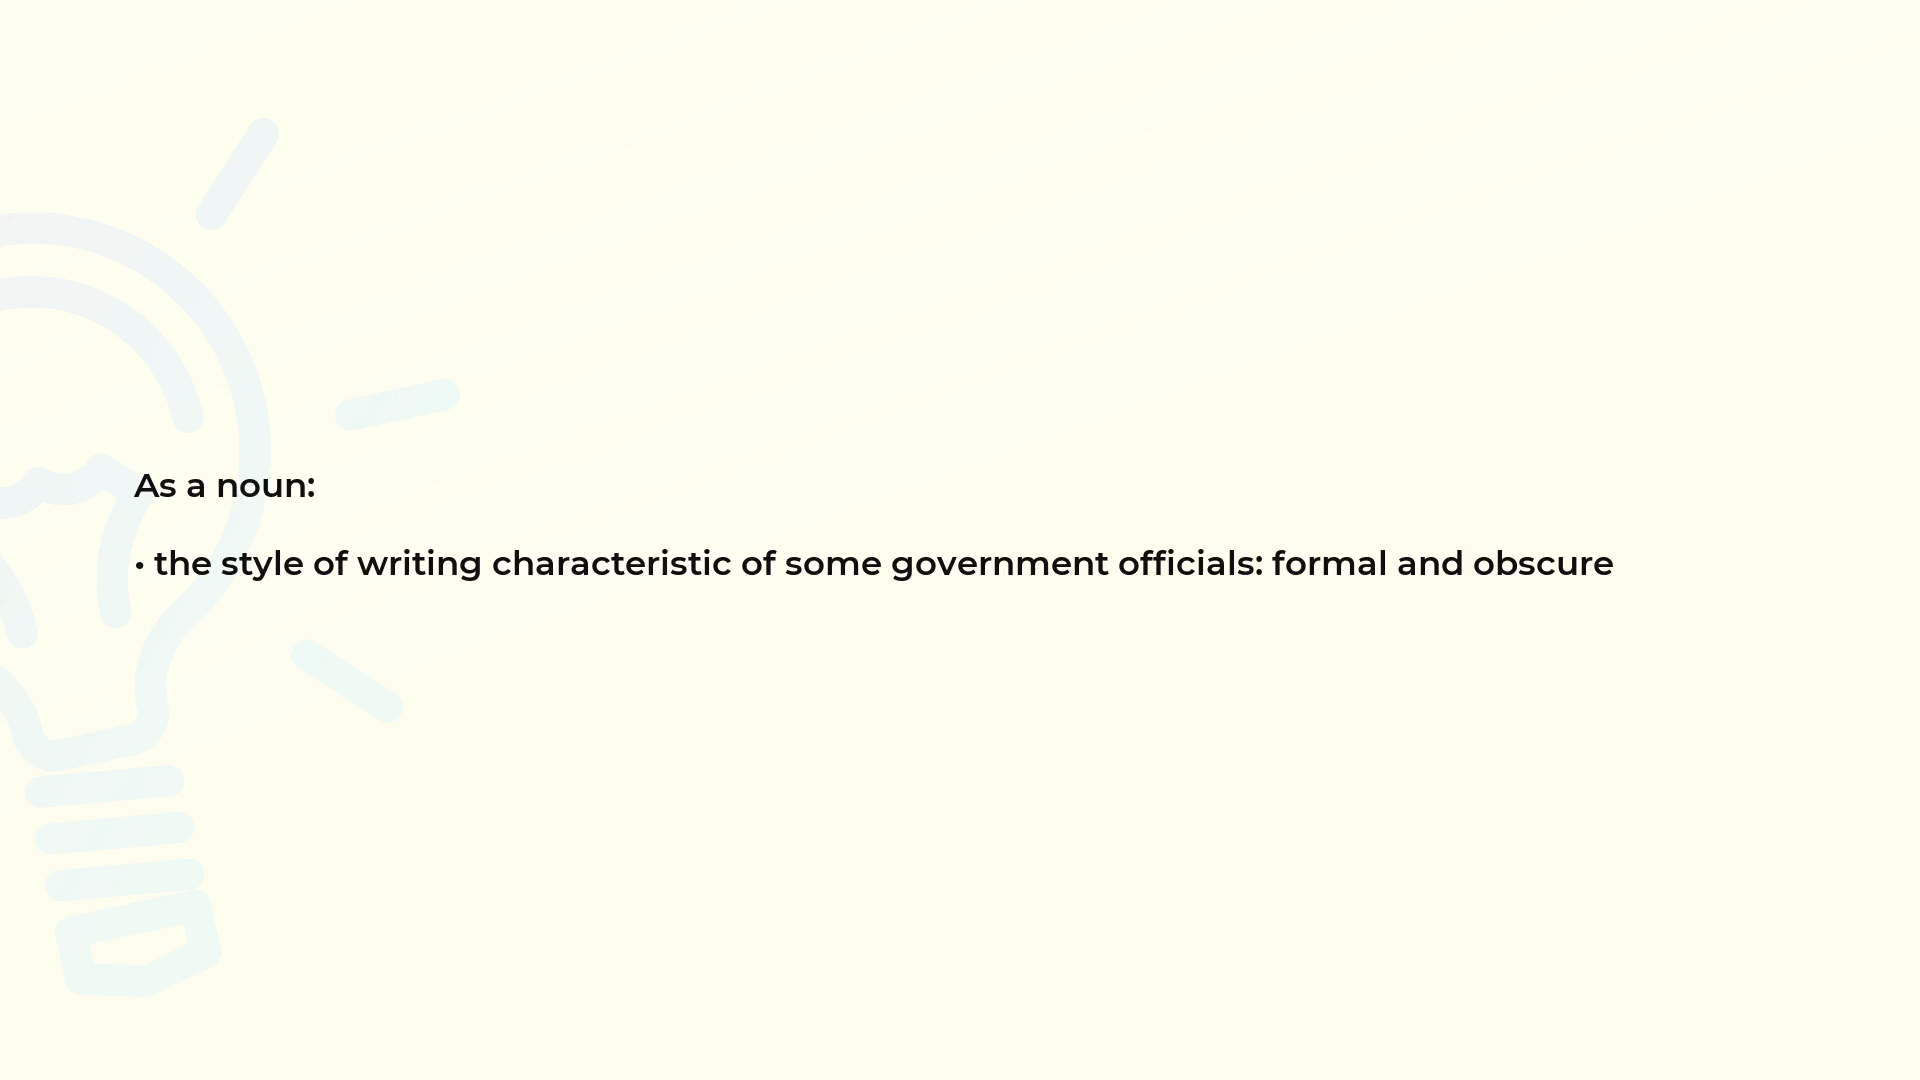 As a noun:
• the style of writing characteristic of some government officials: formal and obscure